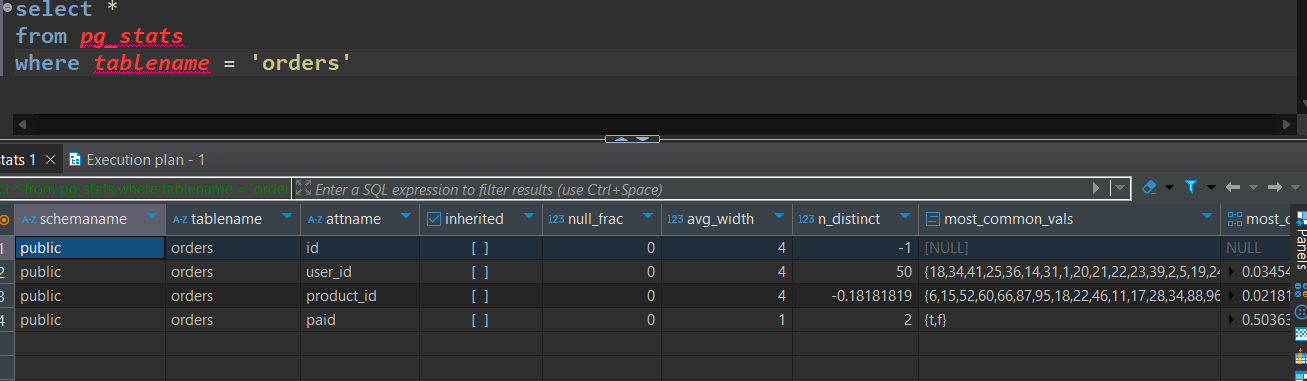 select *
from pg_stats
where tablename = 'orders'
tats 1 Execution plan - 1
ct * from pg_stats where tablename = 'order Enter a SQL expression to filter results (use Ctrl+Space)
A-Z schemaname A-Z tablename A-Z attname inherited 123 null_frac 123 avg_width 123 n_distinct most_common_vals most_c
1 public orders id [ ] 0 4 -1 [NULL] NULL
2 public orders user_id [ ] 0 4 50 {18,34,41,25,36,14,31,1,20,21,22,23,39,2,5,19,24 0.03454
3 public orders product_id [ ] 0 4 -0.18181819 {6,15,52,60,66,87,95,18,22,46,11,17,28,34,88,96 0.02181
4 public orders paid [ ] 0 1 2 {t,f} 0.50363
Panels